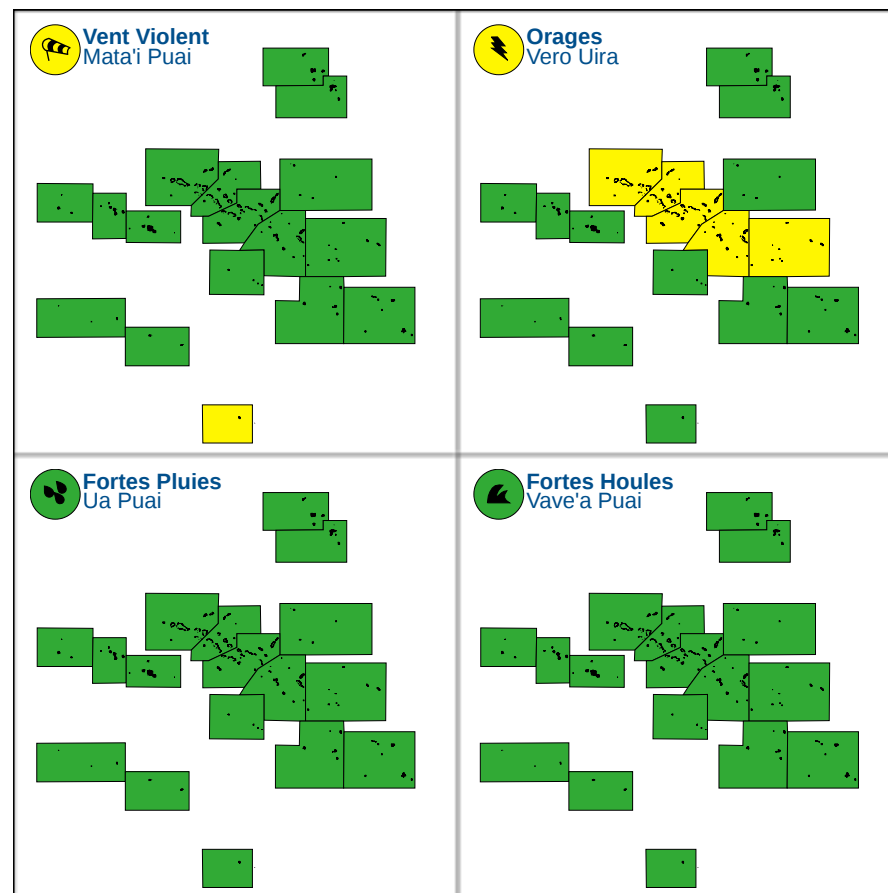 Vent Violent
Mata'i Puai
Orages
Vero Uira
Fortes Pluies
Ua Puai
Fortes Houles
Vave'a Puai